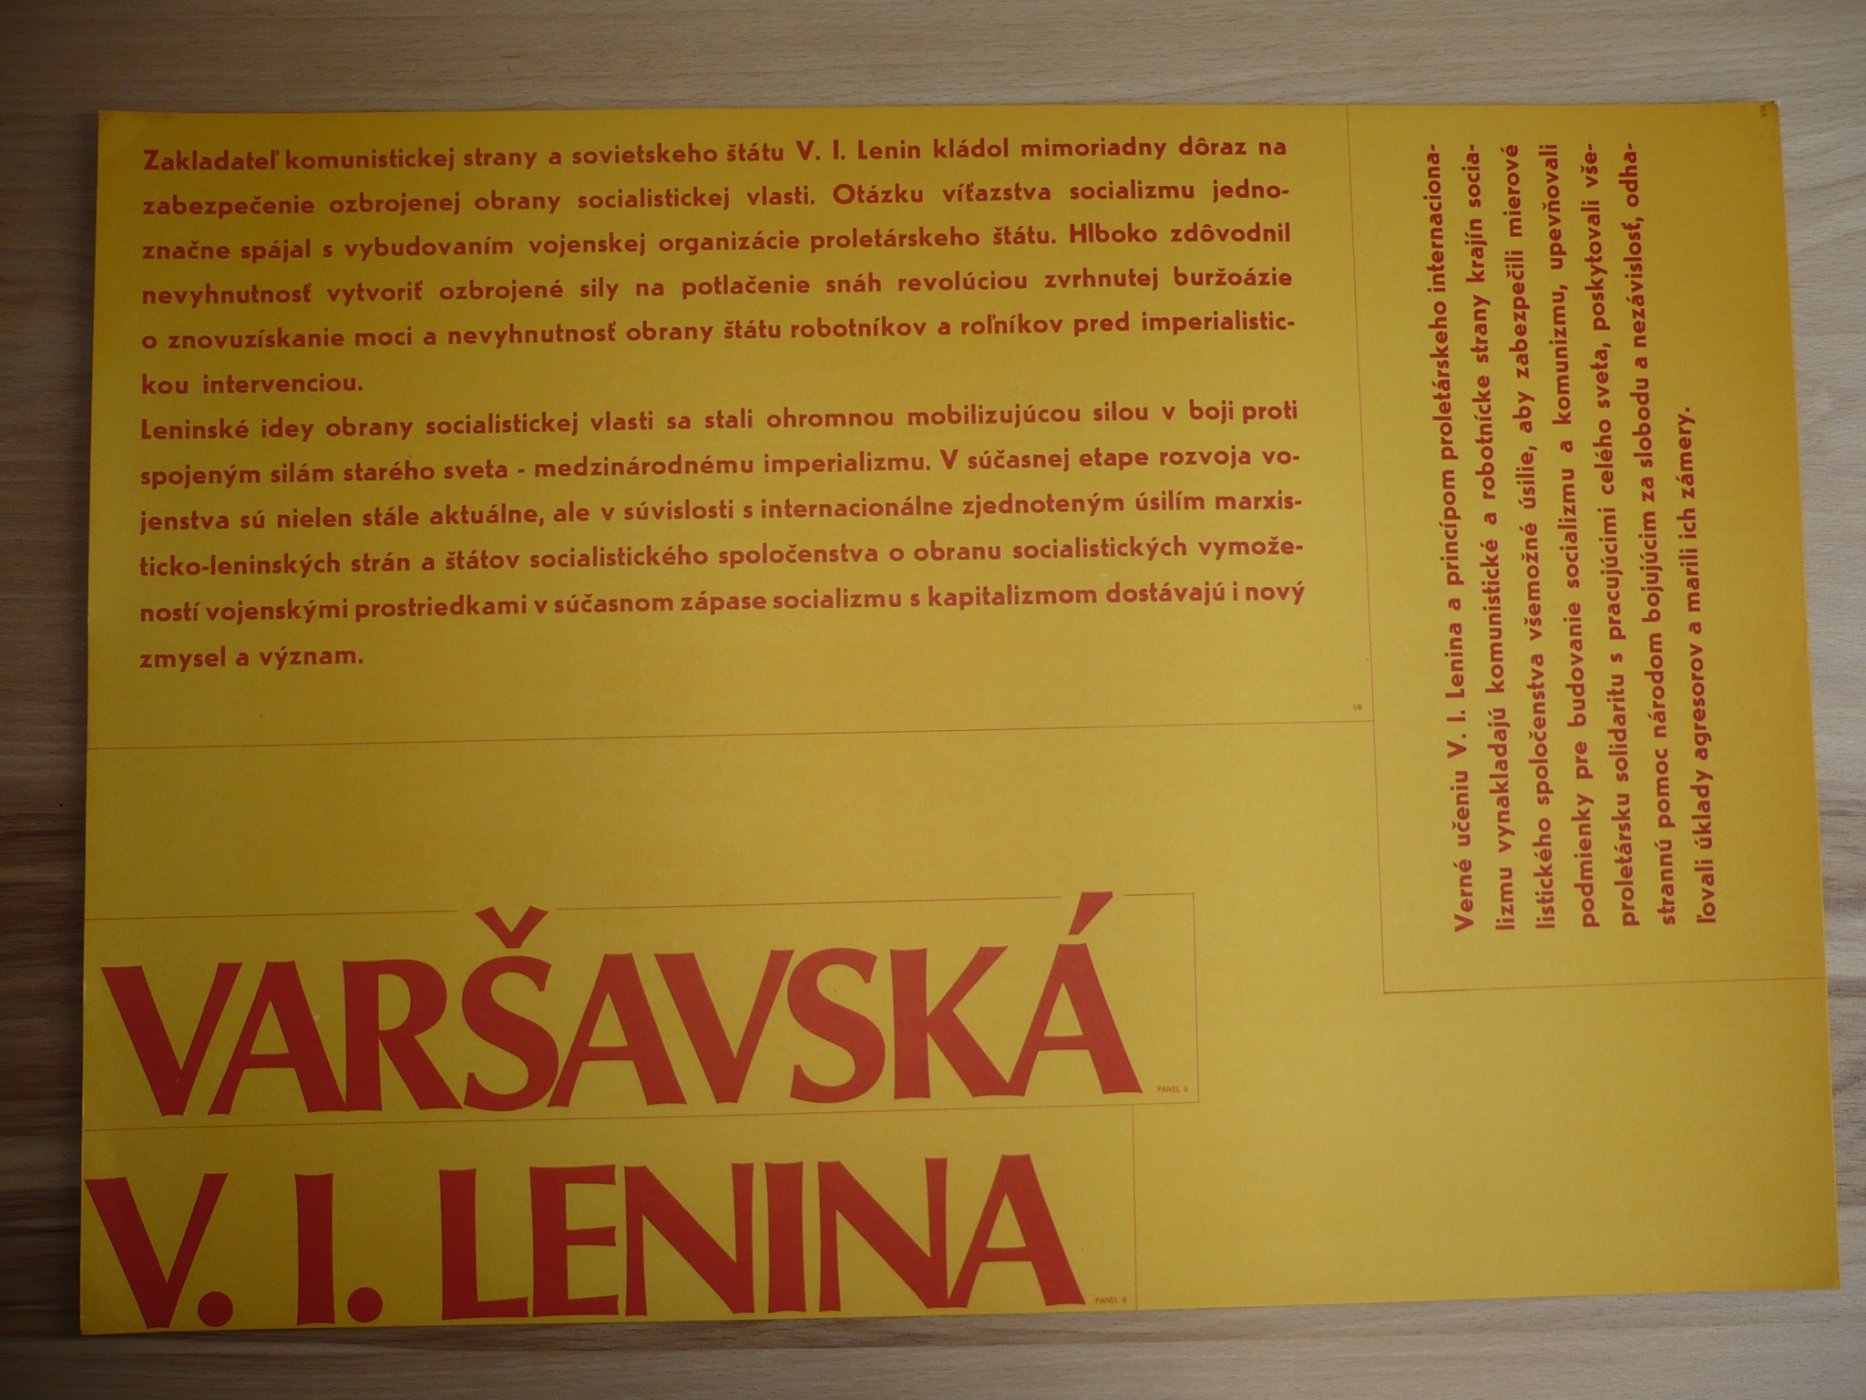 Zakladateľ komunistickej strany a sovietskeho štátu V. I. Lenin kládol mimoriadny dôraz na
zabezpečenie ozbrojenej obrany socialistickej vlasti. Otázku víťazstva socializmu jedno-
značne spájal s vybudovaním vojenskej organizácie proletárskeho štátu. Hlboko zdôvodnil
nevyhnutnosť vytvoriť ozbrojené sily na potlačenie snáh revolúciou zvrhnutej buržoázie
o znovuzískanie moci a nevyhnutnosť obrany štátu robotníkov a roľníkov pred imperialistic-
kou intervenciou.
Leninské idey obrany socialistickej vlasti sa stali ohromnou mobilizujúcou silou v boji proti
spojeným silám starého sveta - medzinárodnému imperializmu. V súčasnej etape rozvoja vo-
jenstva sú nielen stále aktuálne, ale v súvislosti s internacionálne zjednoteným úsilím marxis-
ticko-leninských strán a štátov socialistického spoločenstva o obranu socialistických vymože-
ností vojenskými prostriedkami v súčasnom zápase socializmu s kapitalizmom dostávajú i nový
zmysel a význam.
Verné učeniu V. I. Lenina a princípom proletárskeho internaciona-
lizmu vynakladajú komunistické a robotnícke strany krajín socia-
listického spoločenstva všemožné úsilie, aby zabezpečili mierové
podmienky pre budovanie socializmu a komunizmu, upevňovali
proletársku solidaritu s pracujúcimi celého sveta, poskytovali vše-
strannú pomoc národom bojujúcim za slobodu a nezávislosť, odha-
ľovali úklady agresorov a marili ich zámery.
VARŠAVSKÁ
PANEL
V. I. LENINA
PANEL